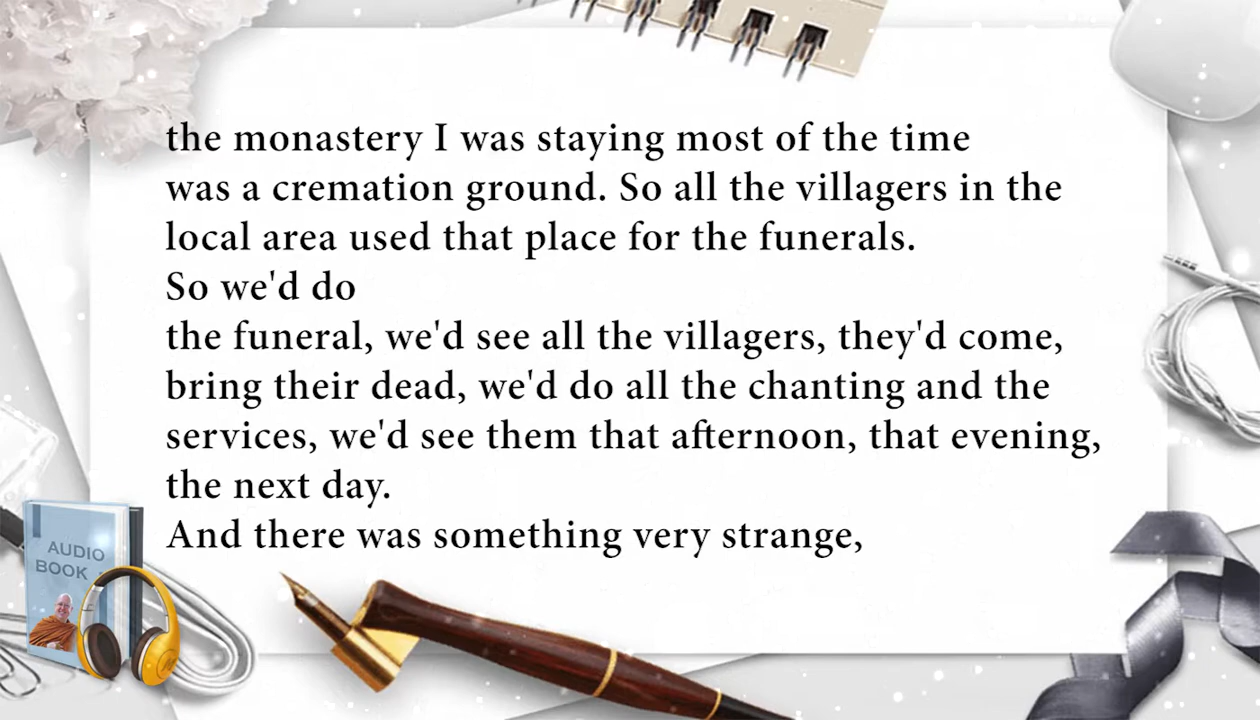 the monastery I was staying most of the time
was a cremation ground. So all the villagers in the
local area used that place for the funerals.
So we'd do
the funeral, we'd see all the villagers, they'd come,
bring their dead, we'd do all the chanting and the
services, we'd see them that afternoon, that evening,
the next day.
And there was something very strange,
AUDIO
BOOK